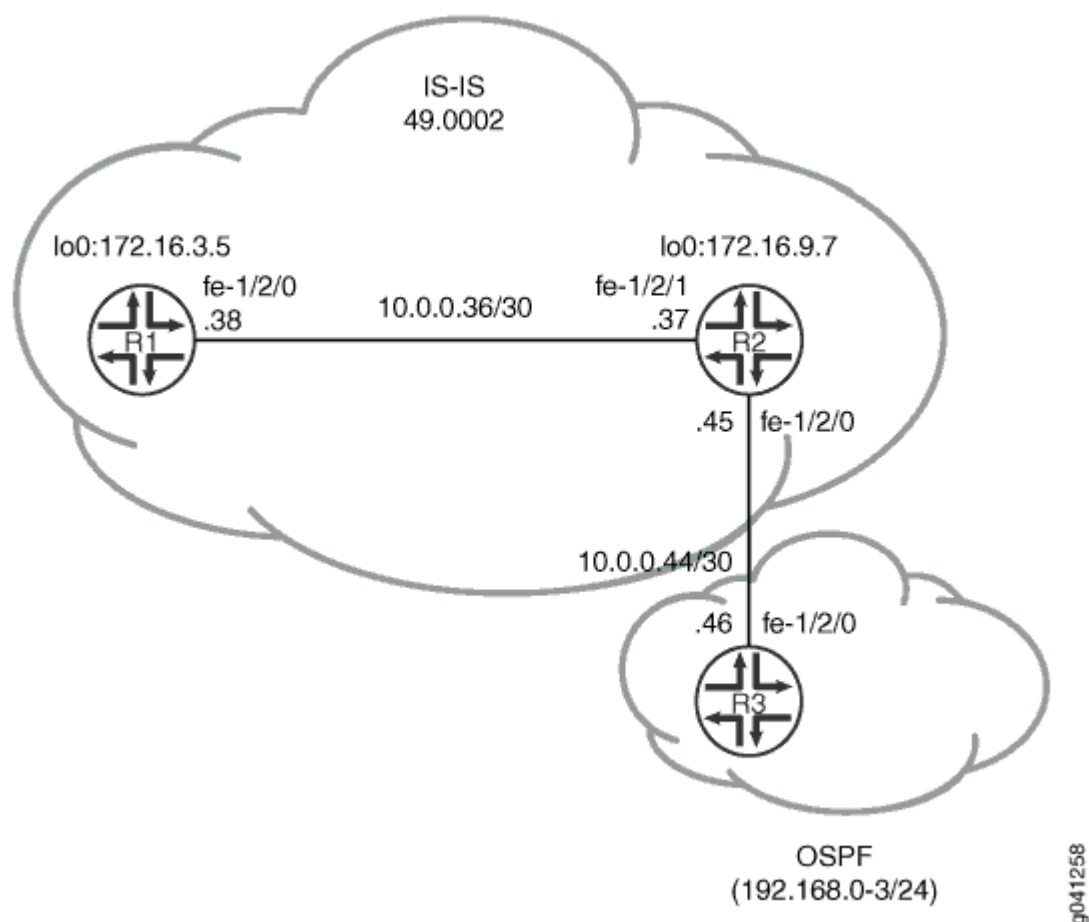 IS-IS
49.0002
lo0:172.16.3.5
lo0:172.16.9.7
fe-1/2/0
fe-1/2/1
10.0.0.36/30
.38
.37
R1
R2
.45
fe-1/2/0
10.0.0.44/30
.46
fe-1/2/0
R3
OSPF
(192.168.0-3/24)
g041258